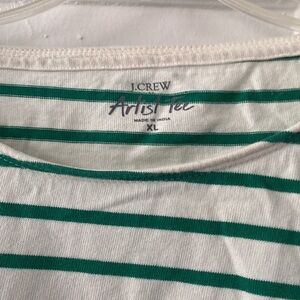 J.CREW
Artist Tee
MADE IN INDIA
XL